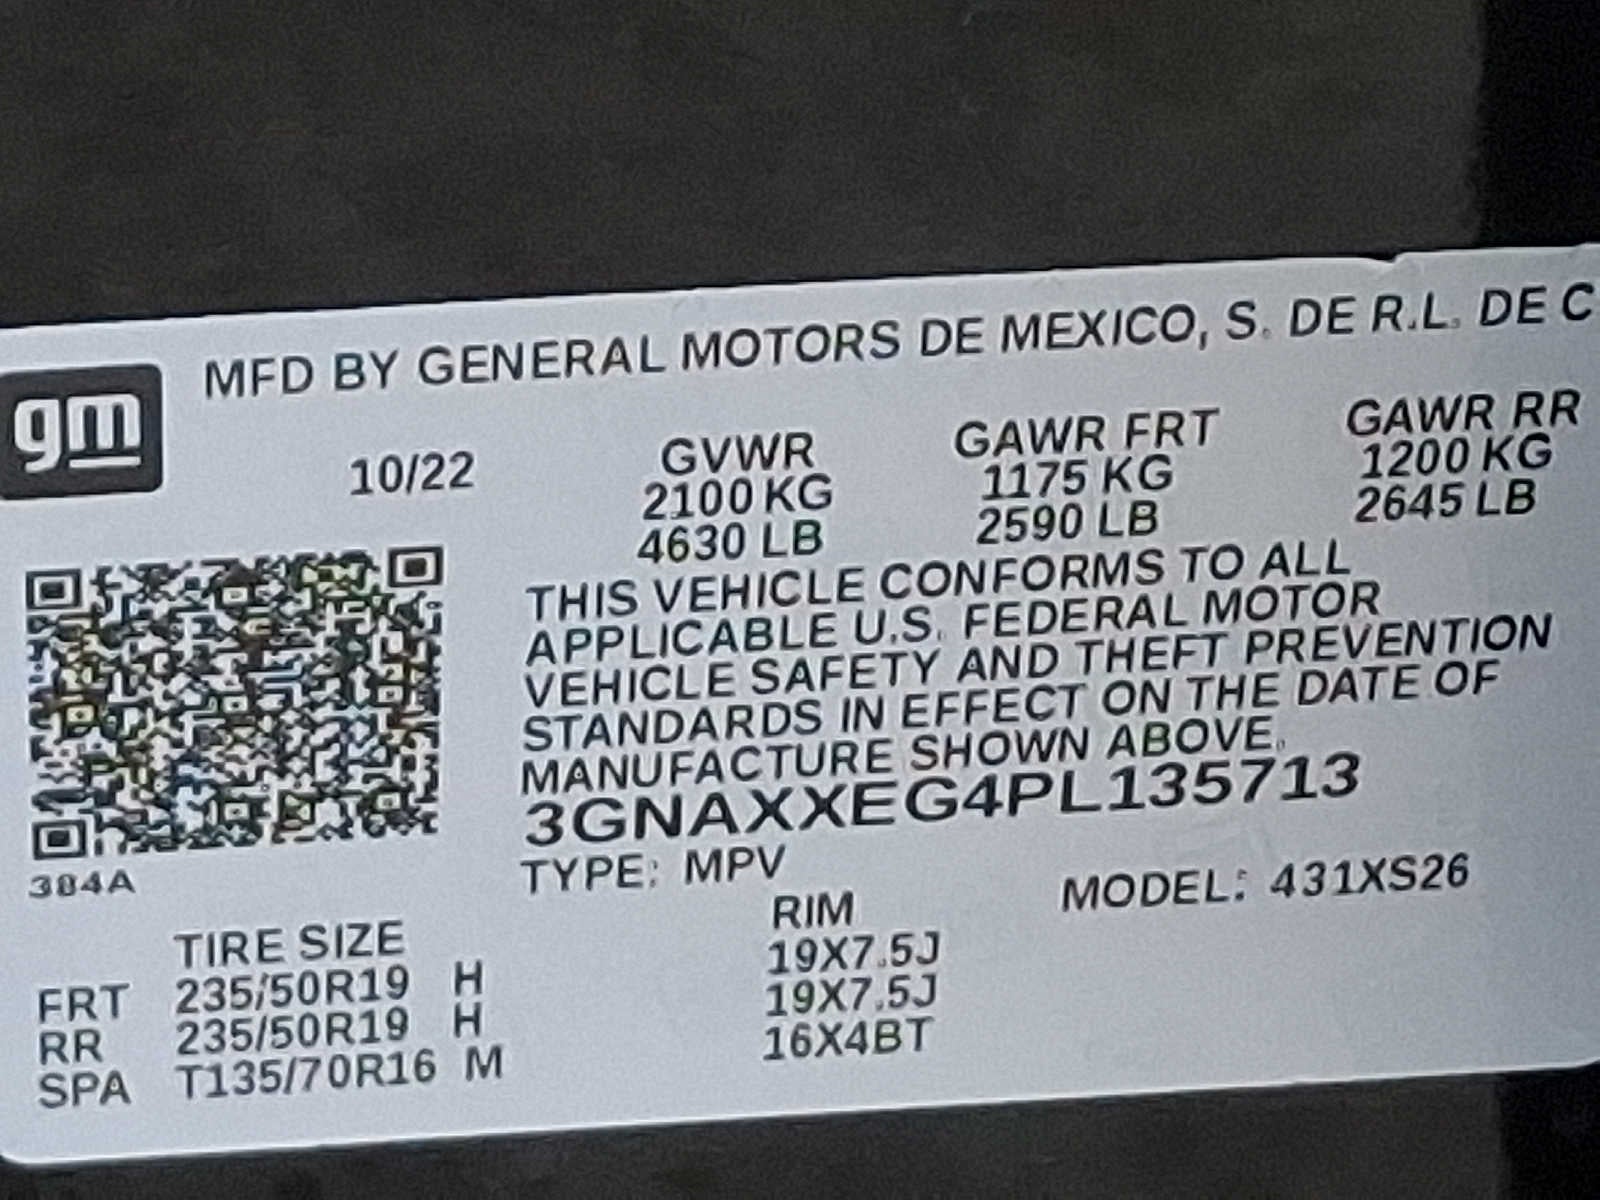 MFD BY GENERAL MOTORS DE MEXICO, S. DE R.L. DE C
gm
10/22
GVWR GAWR FRT GAWR RR
2100 KG 1175 KG 1200 KG
4630 LB 2590 LB 2645 LB
THIS VEHICLE CONFORMS TO ALL
APPLICABLE U.S. FEDERAL MOTOR
VEHICLE SAFETY AND THEFT PREVENTION
STANDARDS IN EFFECT ON THE DATE OF
MANUFACTURE SHOWN ABOVE.
3GNAXXEG4PL135713
384A
TYPE: MPV MODEL: 431XS26
TIRE SIZE RIM
FRT 235/50R19 H 19X7.5J
RR 235/50R19 H 19X7.5J
SPA T135/70R16 M 16X4BT